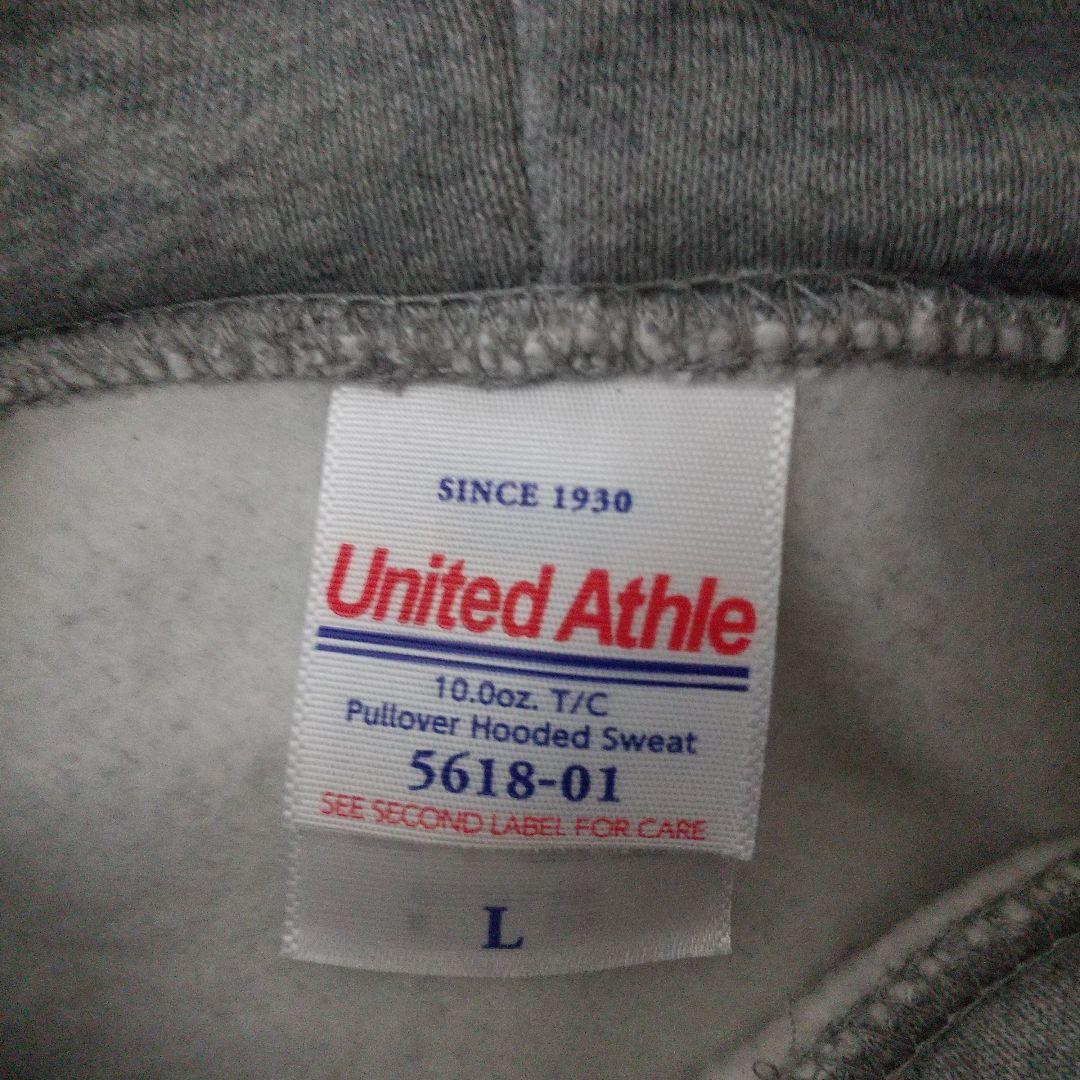 SINCE 1930
United Athle
10.0oz. T/C
Pullover Hooded Sweat
5618-01
SEE SECOND LABEL FOR CARE
L